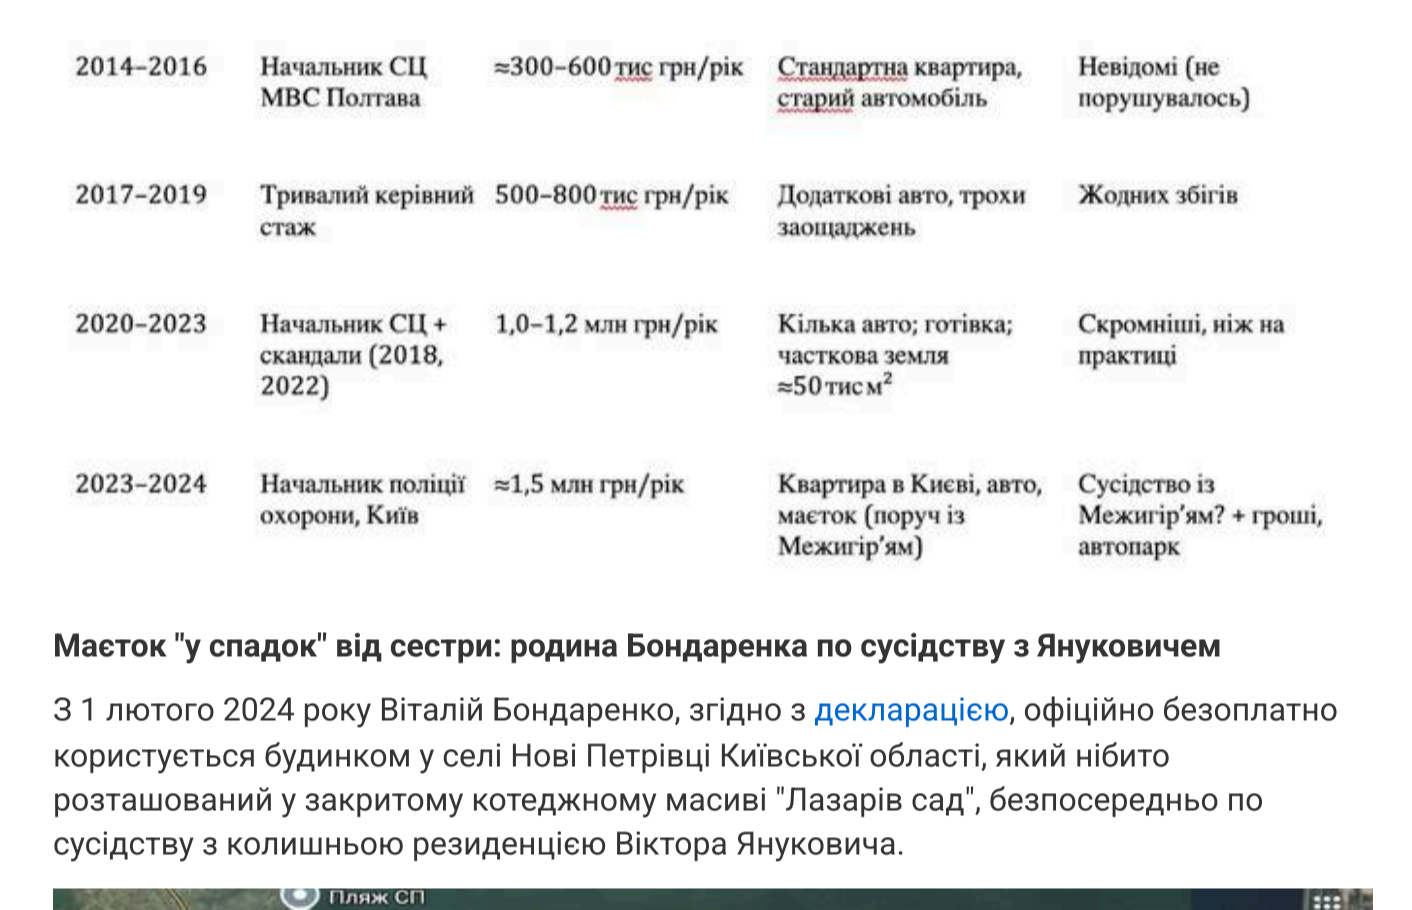 2014–2016 Начальник СЦ ≈300–600 тис грн/рік Стандартна квартира, Невідомі (не
МВС Полтава старий автомобіль порушувалось)
2017–2019 Тривалий керівний 500–800 тис грн/рік Додаткові авто, трохи Жодних збігів
стаж заощаджень
2020–2023 Начальник СЦ + 1,0–1,2 млн грн/рік Кілька авто; готівка; Скромніші, ніж на
скандали (2018, часткова земля практиці
2022) ≈50 тис м²
2023–2024 Начальник поліції ≈1,5 млн грн/рік Квартира в Києві, авто, Сусідство із
охорони, Київ маєток (поруч із Межигір’ям? + гроші,
Межигір’ям) автопарк
Маєток "у спадок" від сестри: родина Бондаренка по сусідству з Януковичем
З 1 лютого 2024 року Віталій Бондаренко, згідно з декларацією, офіційно безоплатно
користується будинком у селі Нові Петрівці Київської області, який нібито
розташований у закритому котеджному масиві "Лазарів сад", безпосередньо по
сусідству з колишньою резиденцією Віктора Януковича.
Пляж СП